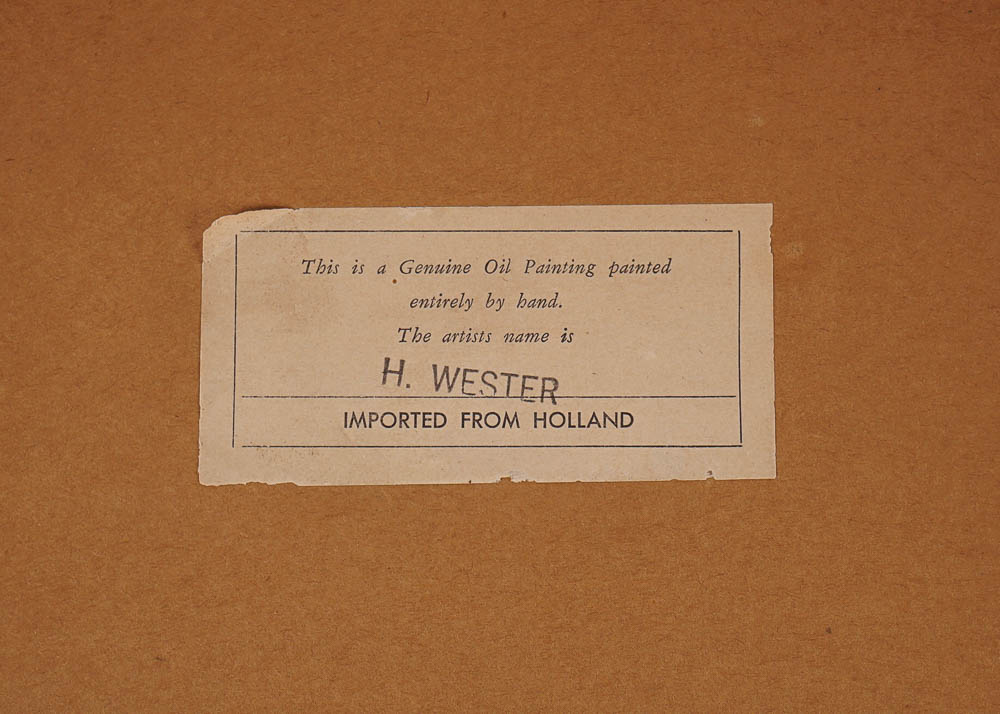 This is a Genuine Oil Painting painted
entirely by hand.
The artists name is
H. WESTER
IMPORTED FROM HOLLAND